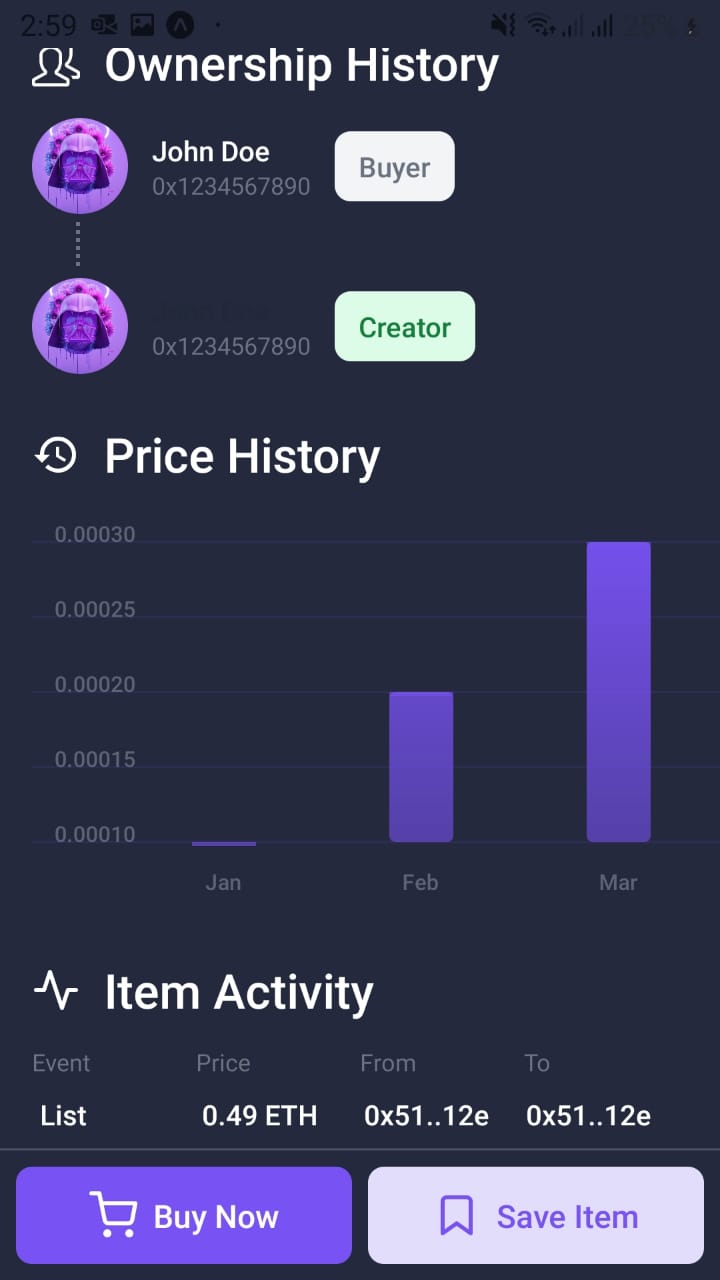 2:59 25%
Ownership History
John Doe
0x1234567890
Buyer
John Doe
0x1234567890
Creator
Price History
0.00030
0.00025
0.00020
0.00015
0.00010
Jan Feb Mar
Item Activity
Event Price From To
List 0.49 ETH 0x51..12e 0x51..12e
Buy Now
Save Item